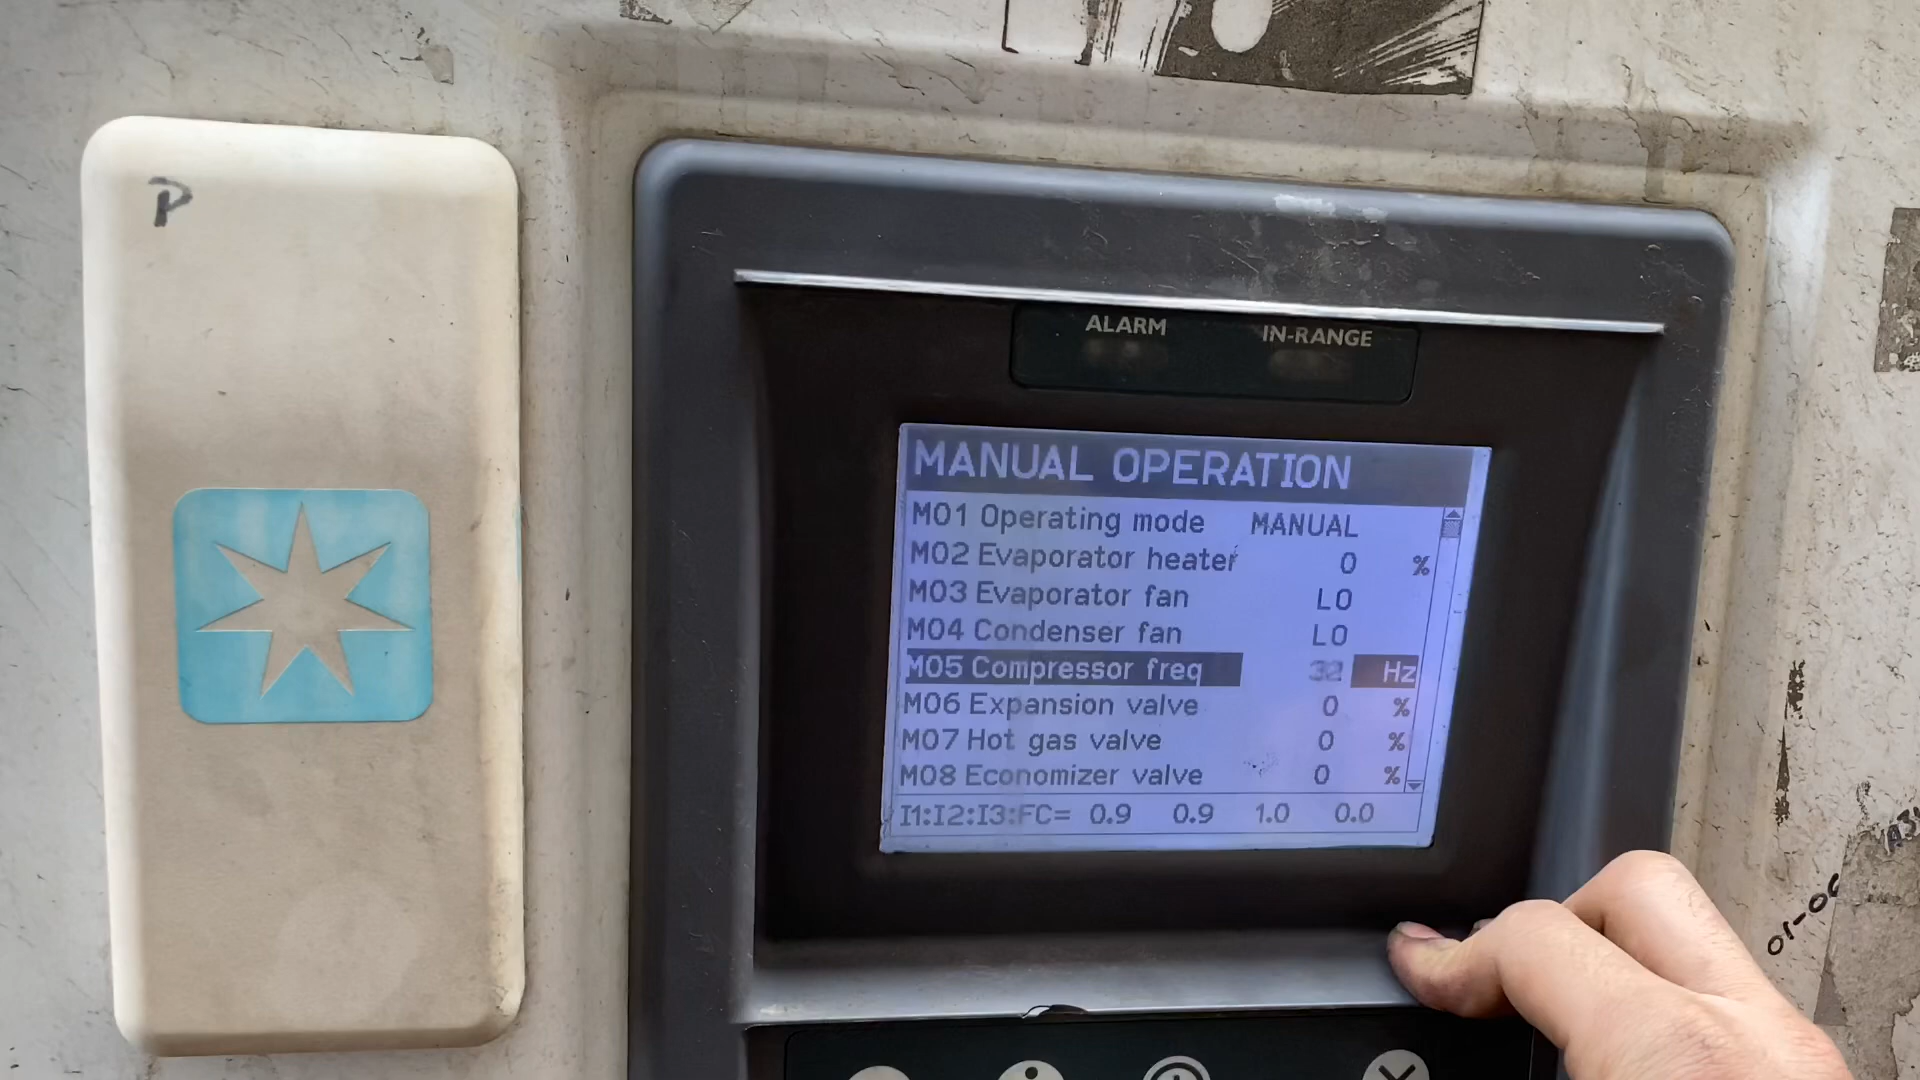 P
ALARM IN-RANGE
MANUAL OPERATION
M01 Operating mode MANUAL
M02 Evaporator heater 0 %
M03 Evaporator fan LO
M04 Condenser fan LO
M05 Compressor freq Hz
M06 Expansion valve 0 %
M07 Hot gas valve 0 %
M08 Economizer valve 0 %
I1:I2:I3:FC= 0.9 0.9 1.0 0.0